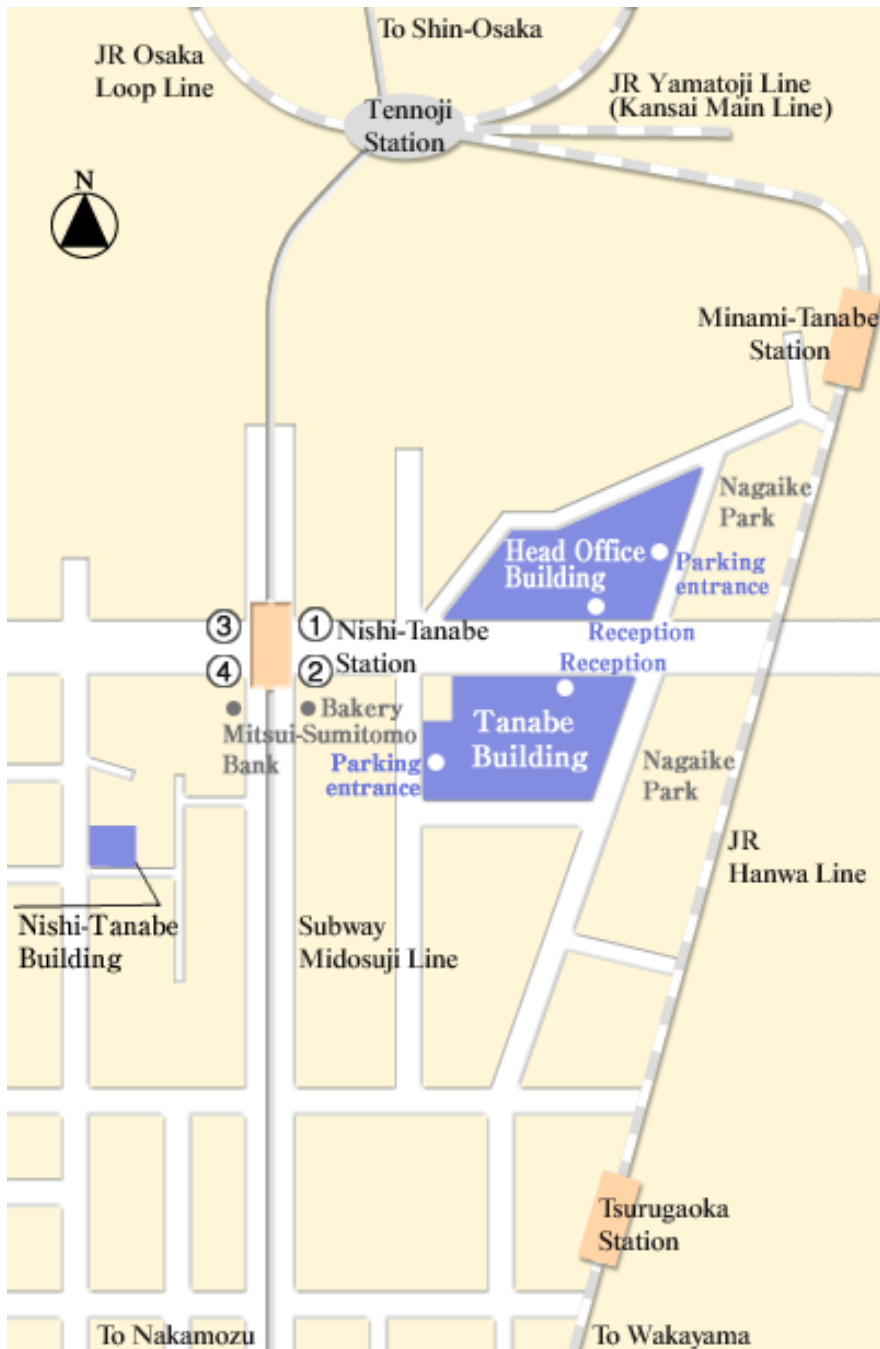 To Shin-Osaka
JR Osaka
Loop Line
JR Yamatoji Line
(Kansai Main Line)
Tennoji
Station
N
Minami-Tanabe
Station
Nagaike
Park
Head Office
Building
Parking
entrance
③
①
Nishi-Tanabe
Station
Reception
④
②
Reception
Bakery
Mitsui-Sumitomo
Bank
Tanabe
Building
Parking
entrance
Nagaike
Park
JR
Hanwa Line
Nishi-Tanabe
Building
Subway
Midosuji Line
Tsurugaoka
Station
To Nakamozu
To Wakayama